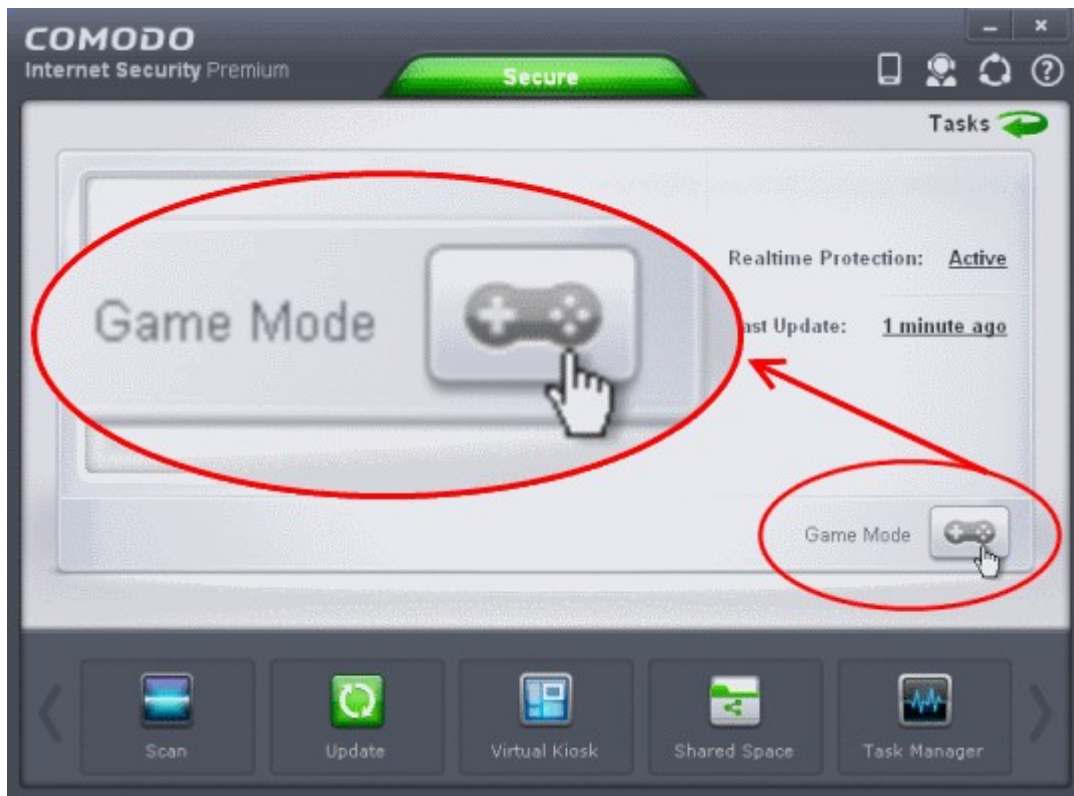 COMODO
Internet Security Premium
Secure
Tasks
Game Mode
Realtime Protection: Active
ast Update: 1 minute ago
Game Mode
Scan
Update
Virtual Kiosk
Shared Space
Task Manager